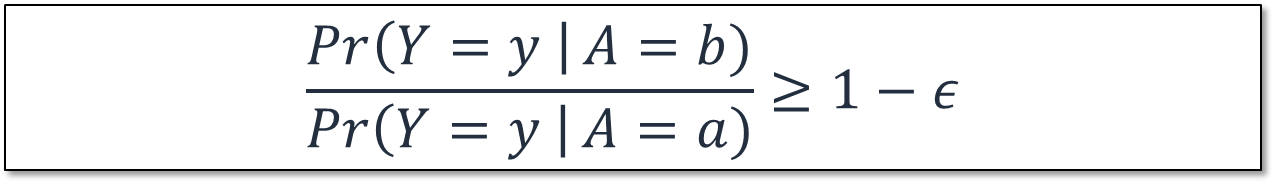 Pr(Y = y | A = b)
≥ 1 − ϵ
Pr(Y = y | A = a)